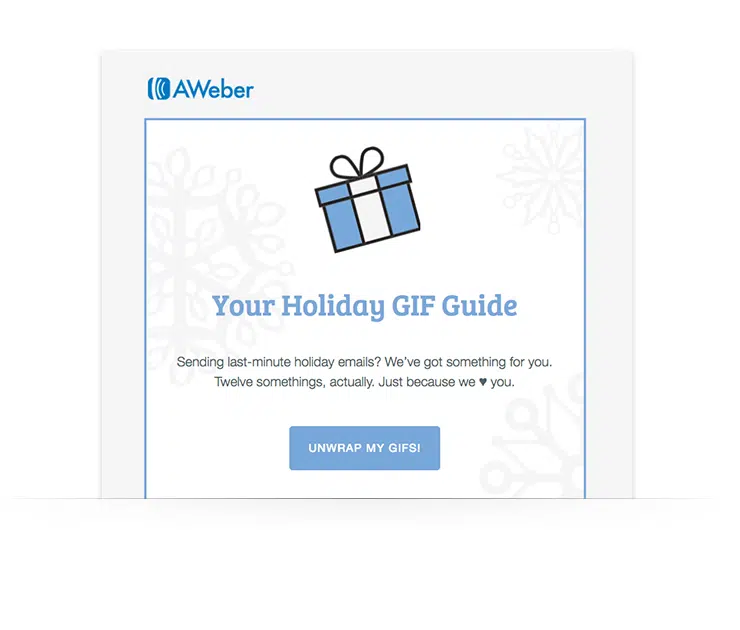 AWeber
Your Holiday GIF Guide
Sending last-minute holiday emails? We’ve got something for you.
Twelve somethings, actually. Just because we ♥ you.
UNWRAP MY GIFS!